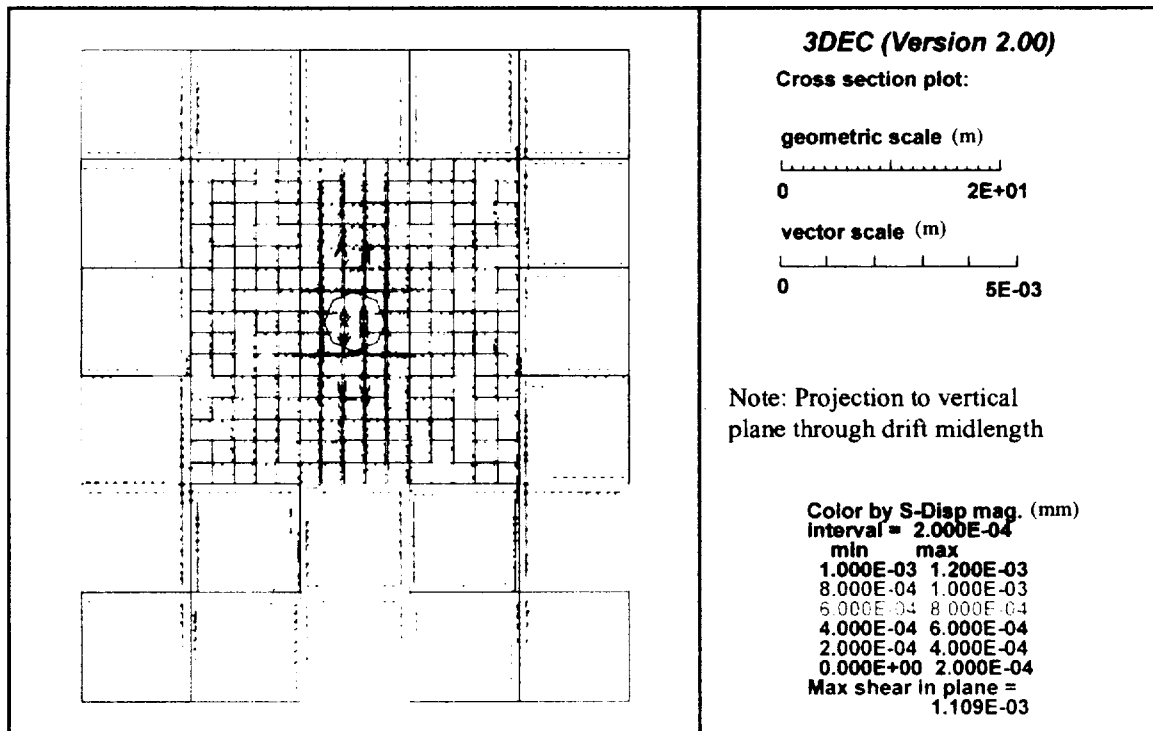 3DEC (Version 2.00)
Cross section plot:
geometric scale (m)
0 2E+01
vector scale (m)
0 5E-03
Note: Projection to vertical
plane through drift midlength
Color by S-Disp mag. (mm)
interval = 2.000E-04
min max
1.000E-03 1.200E-03
8.000E-04 1.000E-03
6.000E-04 8.000E-04
4.000E-04 6.000E-04
2.000E-04 4.000E-04
0.000E+00 2.000E-04
Max shear in plane =
1.109E-03